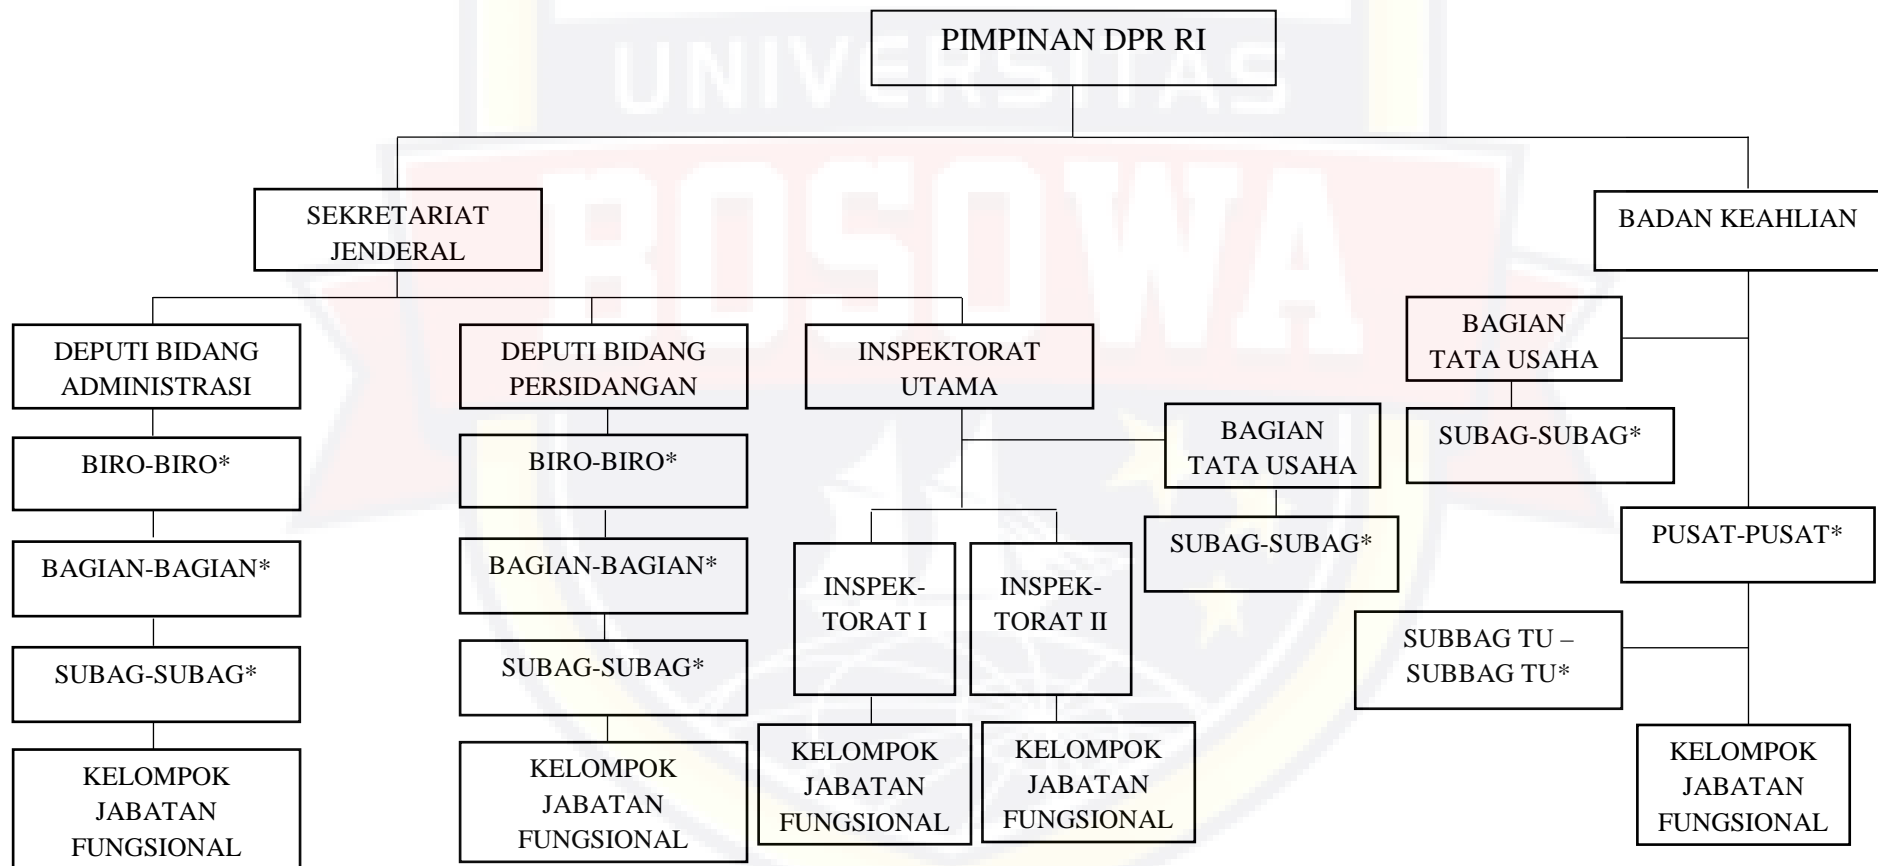 UNIVERSITAS
BOSOWA
PIMPINAN DPR RI
SEKRETARIAT
JENDERAL
BADAN KEAHLIAN
DEPUTI BIDANG
ADMINISTRASI
BIRO-BIRO*
BAGIAN-BAGIAN*
SUBAG-SUBAG*
KELOMPOK
JABATAN
FUNGSIONAL
DEPUTI BIDANG
PERSIDANGAN
BIRO-BIRO*
BAGIAN-BAGIAN*
SUBAG-SUBAG*
KELOMPOK
JABATAN
FUNGSIONAL
INSPEKTORAT
UTAMA
BAGIAN
TATA USAHA
SUBAG-SUBAG*
INSPEK-
TORAT I
KELOMPOK
JABATAN
FUNGSIONAL
INSPEK-
TORAT II
KELOMPOK
JABATAN
FUNGSIONAL
BAGIAN
TATA USAHA
SUBAG-SUBAG*
PUSAT-PUSAT*
SUBBAG TU –
SUBBAG TU*
KELOMPOK
JABATAN
FUNGSIONAL